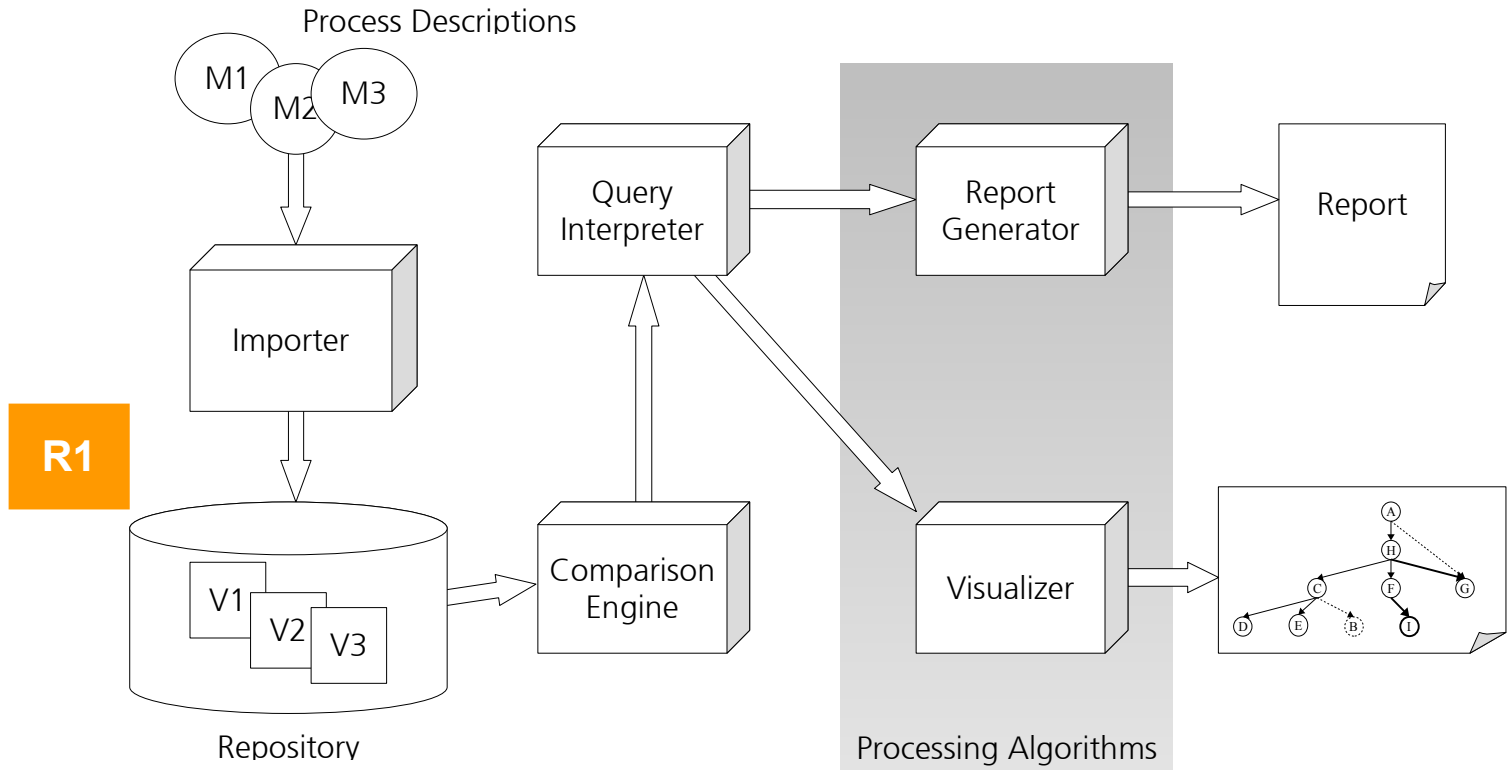 Process Descriptions
M1
M2
M3
Query
Interpreter
Report
Generator
Report
Importer
R1
V1
V2
V3
Comparison
Engine
Visualizer
A
H
C
F
G
D
E
B
I
Repository
Processing Algorithms